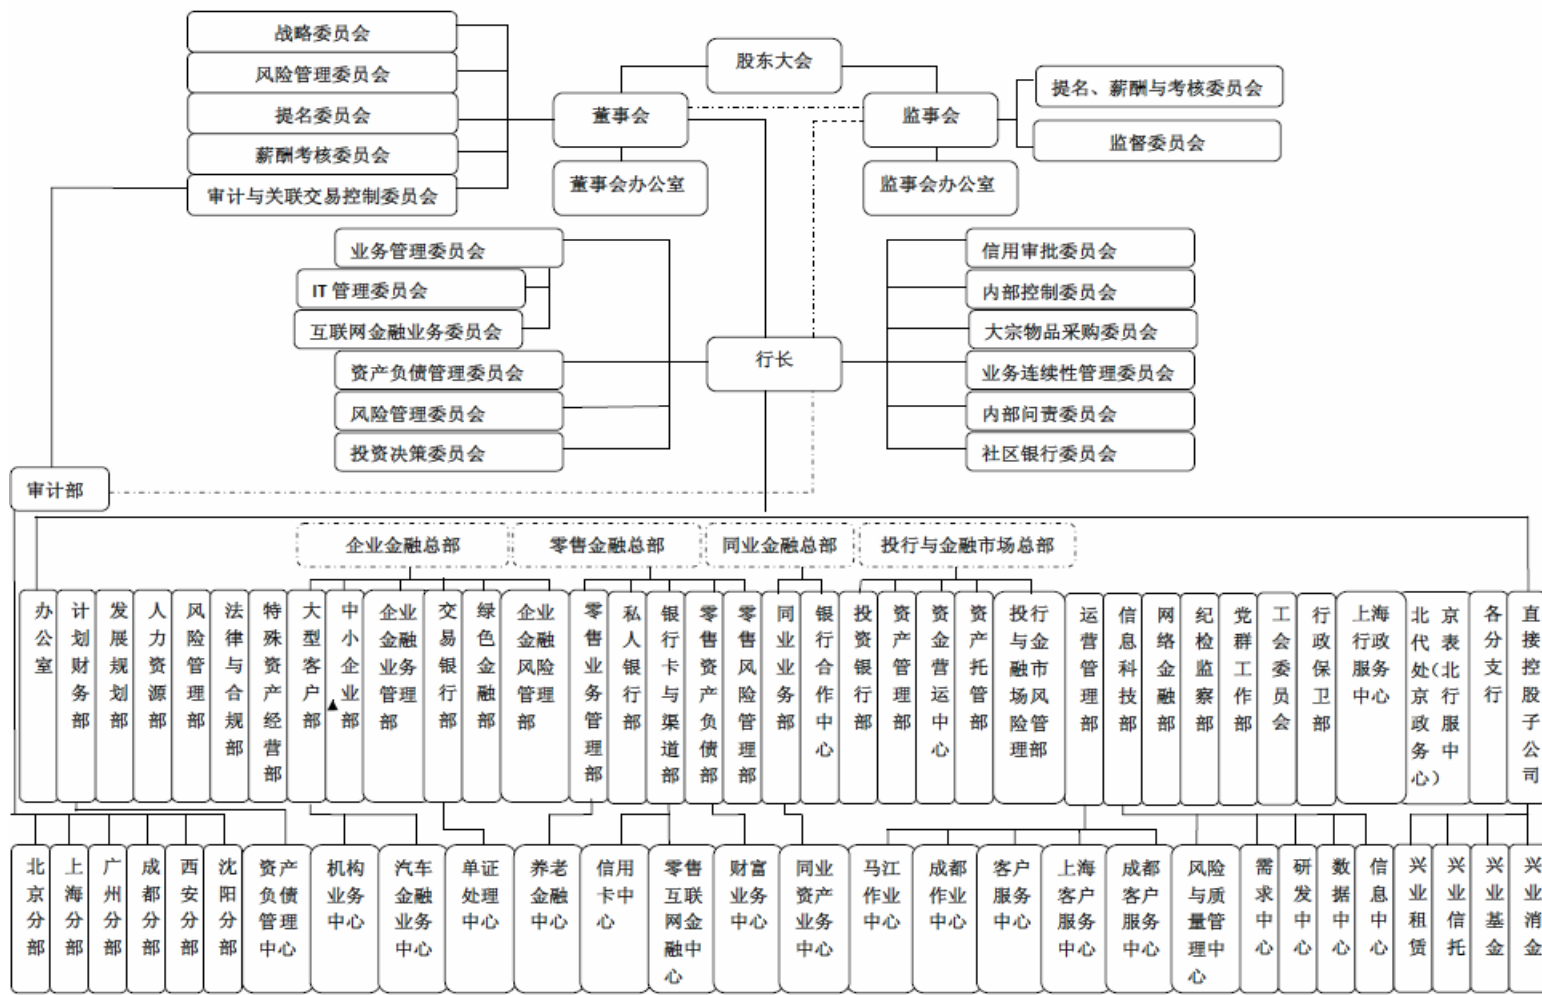 战略委员会
风险管理委员会
提名委员会
薪酬考核委员会
审计与关联交易控制委员会
股东大会
董事会
监事会
董事会办公室
监事会办公室
提名、薪酬与考核委员会
监督委员会
业务管理委员会
IT 管理委员会
互联网金融业务委员会
资产负债管理委员会
风险管理委员会
投资决策委员会
行长
信用审批委员会
内部控制委员会
大宗物品采购委员会
业务连续性管理委员会
内部问责委员会
社区银行委员会
审计部
企业金融总部
零售金融总部
同业金融总部
投行与金融市场总部
办公室
计划财务部
发展规划部
人力资源部
风险管理部
法律与合规部
特殊资产经营部
大型客户部
中小企业部
企业金融业务管理部
交易银行部
绿色金融部
企业金融风险管理部
零售业务管理部
私人银行部
银行卡与渠道部
零售资产负债部
零售风险管理部
同业业务部
银行合作中心
投资银行部
资产管理部
资金营运中心
资产托管部
投行与金融市场风险管理部
运营管理部
信息科技部
网络金融部
纪检监察部
党群工作部
工会委员会
行政保卫部
上海行政服务中心
北京代表处（北京行政服务中心）
各分支行
直接控股子公司
北京分部
上海分部
广州分部
成都分部
西安分部
沈阳分部
资产负债管理中心
机构业务中心
汽车金融业务中心
单证处理中心
养老金融中心
信用卡中心
零售互联网金融中心
财富业务中心
同业资产业务中心
马江作业中心
成都作业中心
客户服务中心
上海客户服务中心
成都客户服务中心
风险与质量管理中心
需求中心
研发中心
数据中心
信息中心
兴业租赁
兴业信托
兴业基金
兴业消金